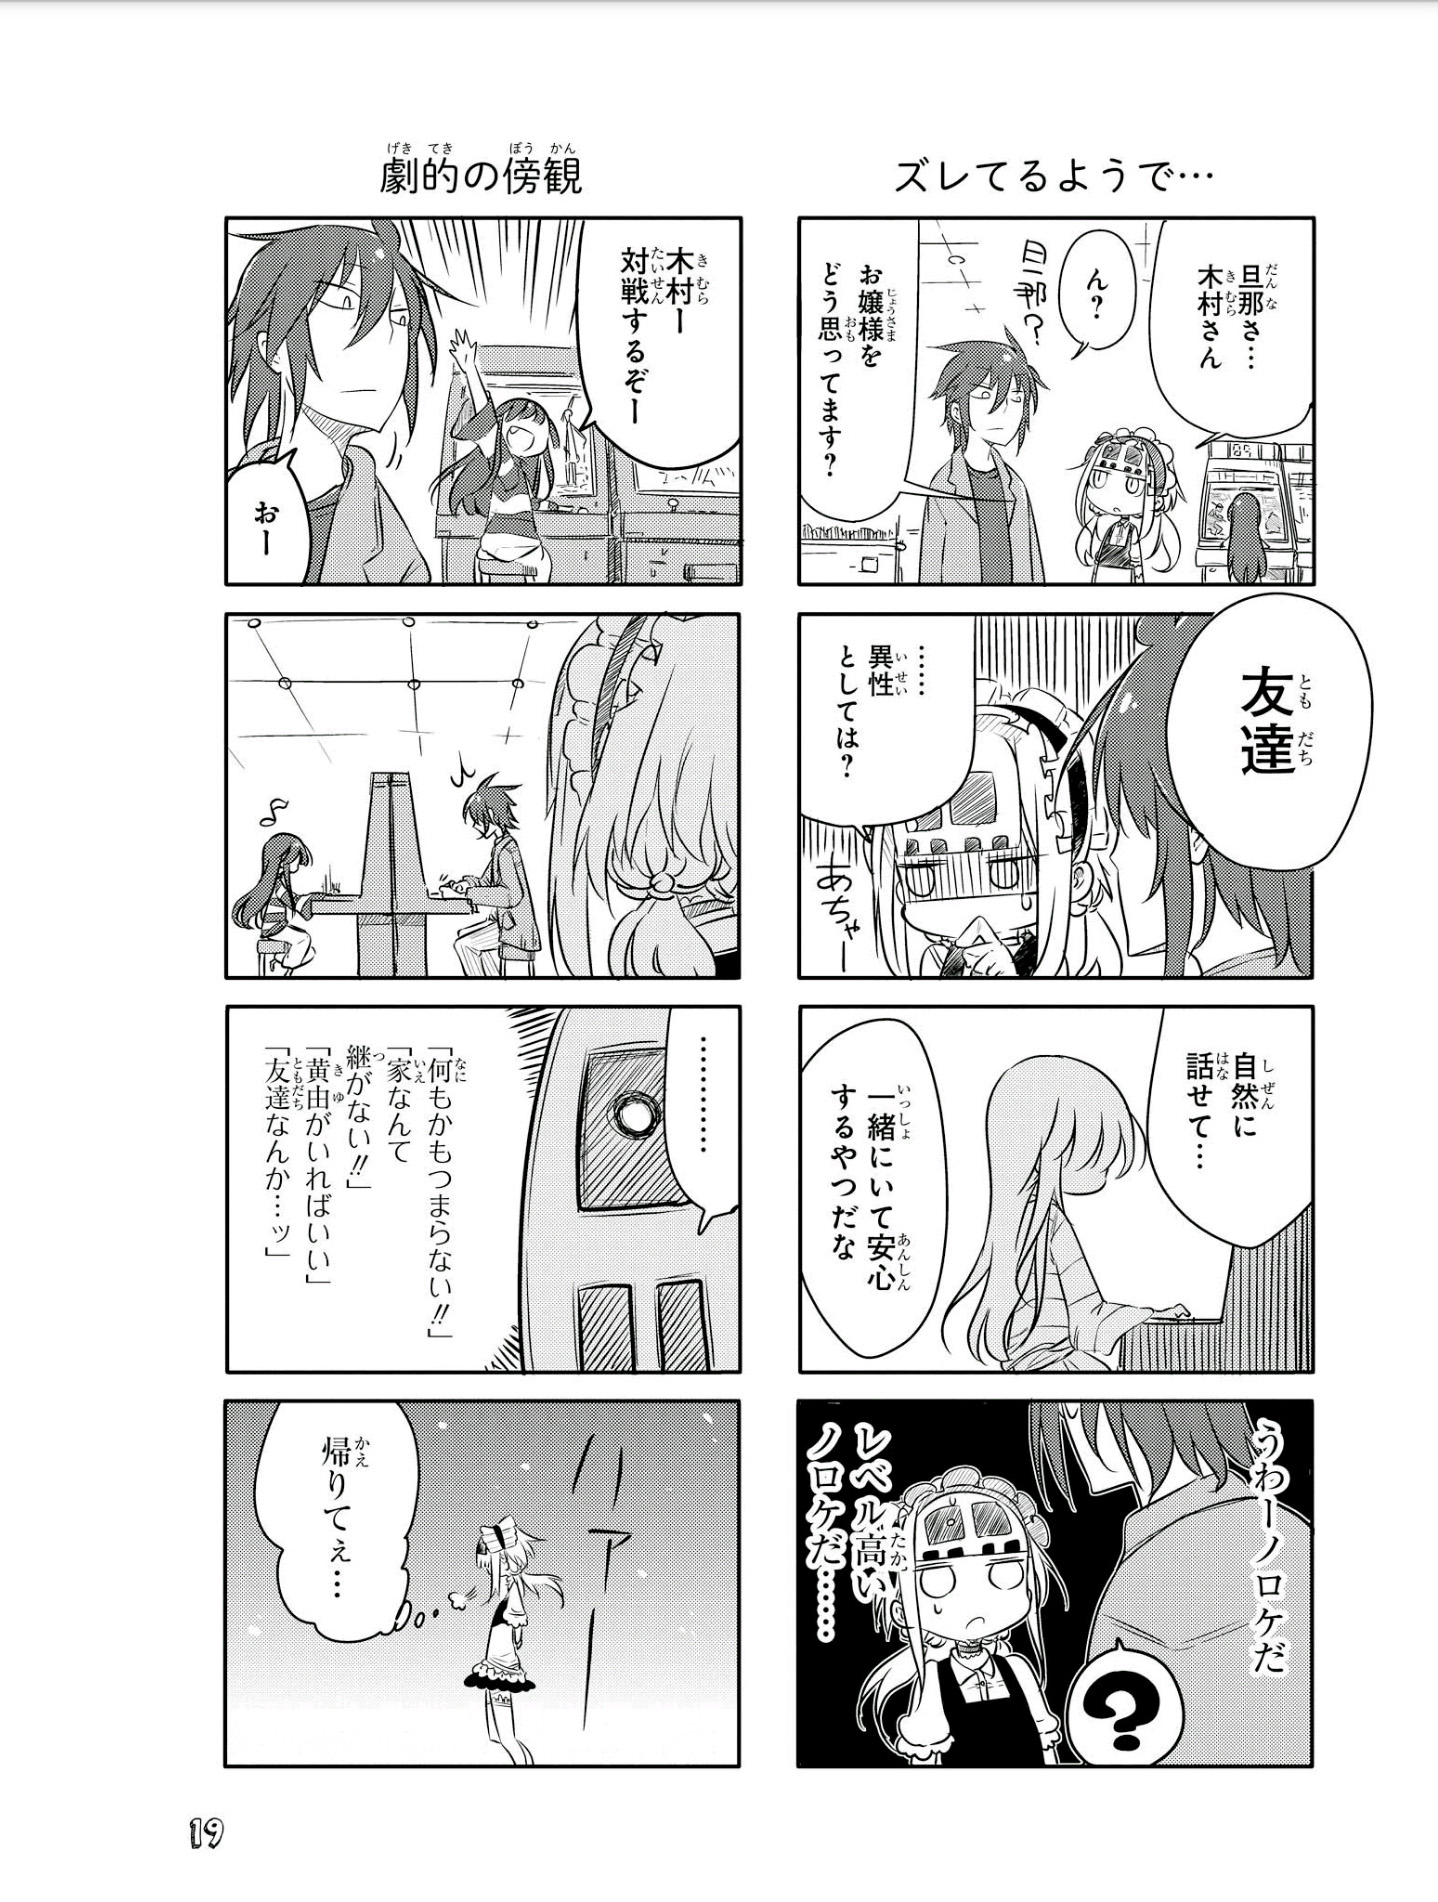 ズレてるようで…
旦那さ…
木村さん
ん?
旦那?
お嬢様を
どう思ってます?
友達
……
異性
としては?
あちゃー
自然に
話せて…
一緒にいて安心
するやつだな
うわーノロケだ
レベル高い
ノロケだ……
?
劇的の傍観
木村ー
対戦するぞー
おー
…………
「何もかもつまらない!!」
「家なんて
継がない!!」
「黄由がいればいい」
「友達なんか…ッ」
帰りてぇ…
19